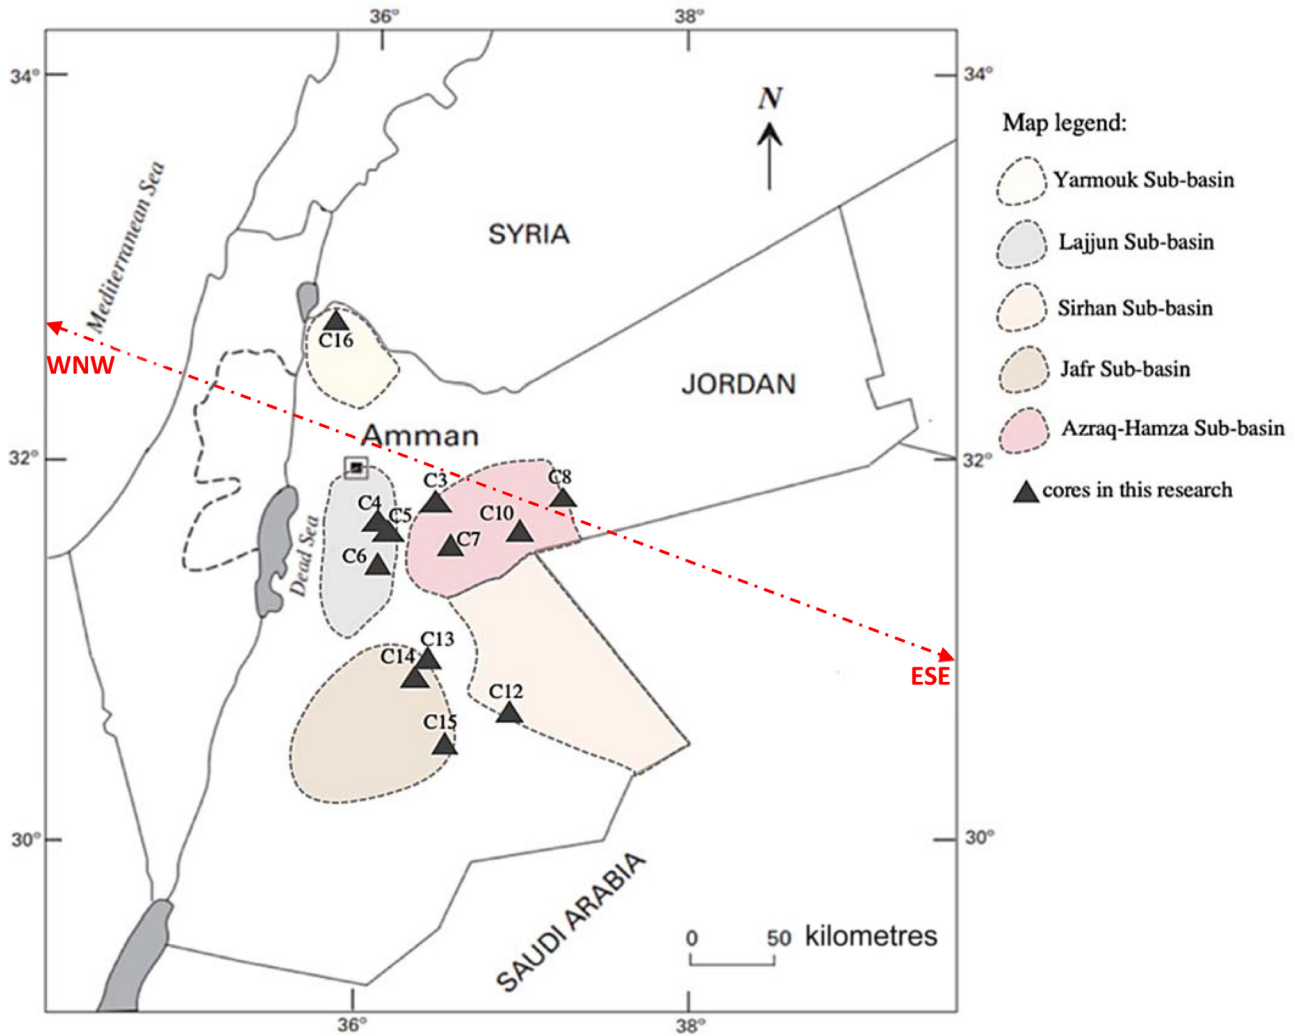 36°
38°
34°
34°
N
Map legend:
Mediterranean Sea
Yarmouk Sub-basin
SYRIA
Lajjun Sub-basin
Sirhan Sub-basin
C16
WNW
Jafr Sub-basin
JORDAN
Azraq-Hamza Sub-basin
Amman
32°
32°
C3
C8
cores in this research
C4
C5
C10
C7
C6
Dead Sea
C13
C14
ESE
C12
C15
30°
30°
SAUDI ARABIA
0 50 kilometres
36°
38°